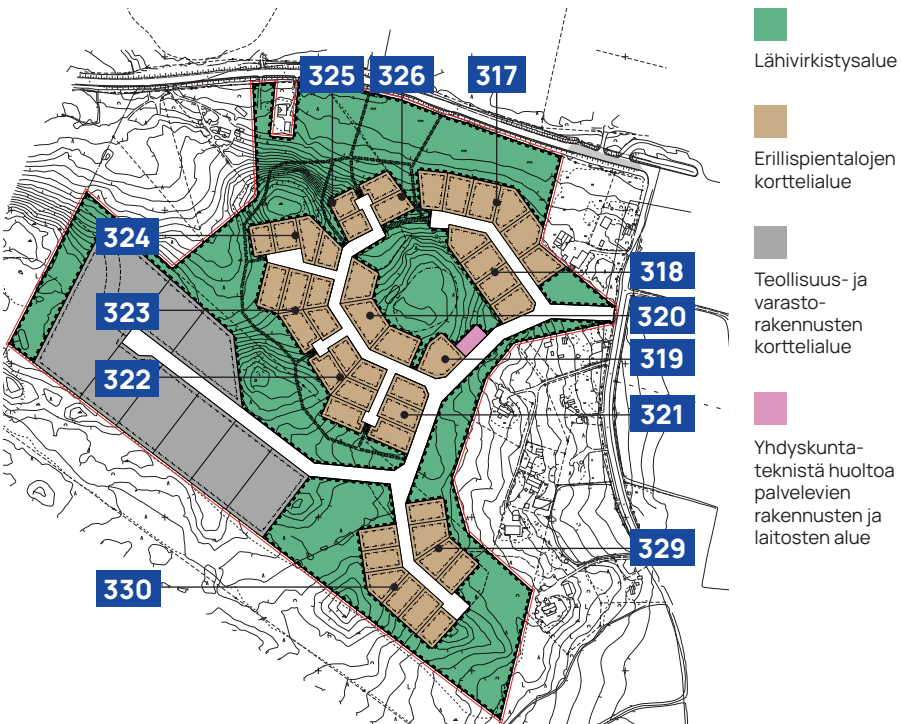 325
326
317
324
323
322
318
320
319
321
329
330
Lähivirkistysalue
Erillispientalojen
korttelialue
Teollisuus- ja
varasto-
rakennusten
korttelialue
Yhdyskunta-
teknistä huoltoa
palvelevien
rakennusten ja
laitosten alue